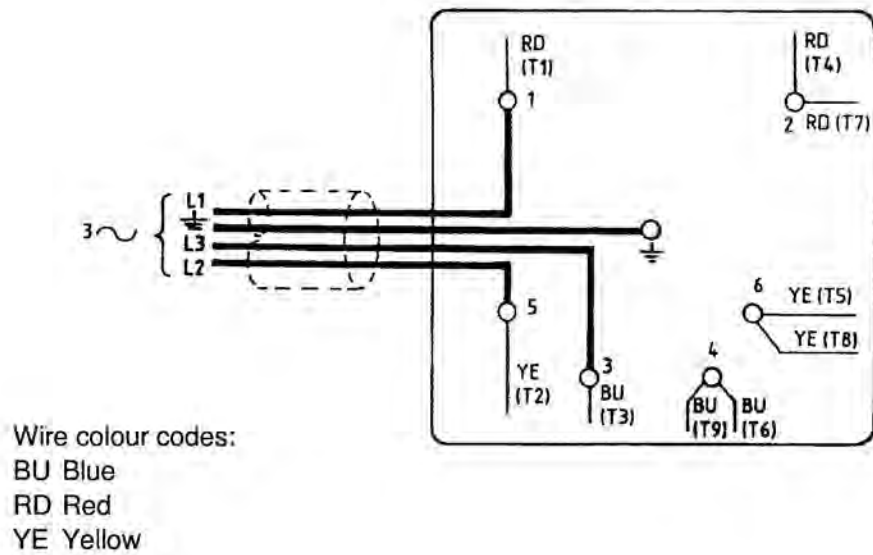 RD
(T1)
1
RD
(T4)
2 RD (T7)
3
L1
L3
L2
5
YE
(T2)
3
BU
(T3)
6
YE (T5)
YE (T8)
4
BU
(T9)
BU
(T6)
Wire colour codes:
BU Blue
RD Red
YE Yellow